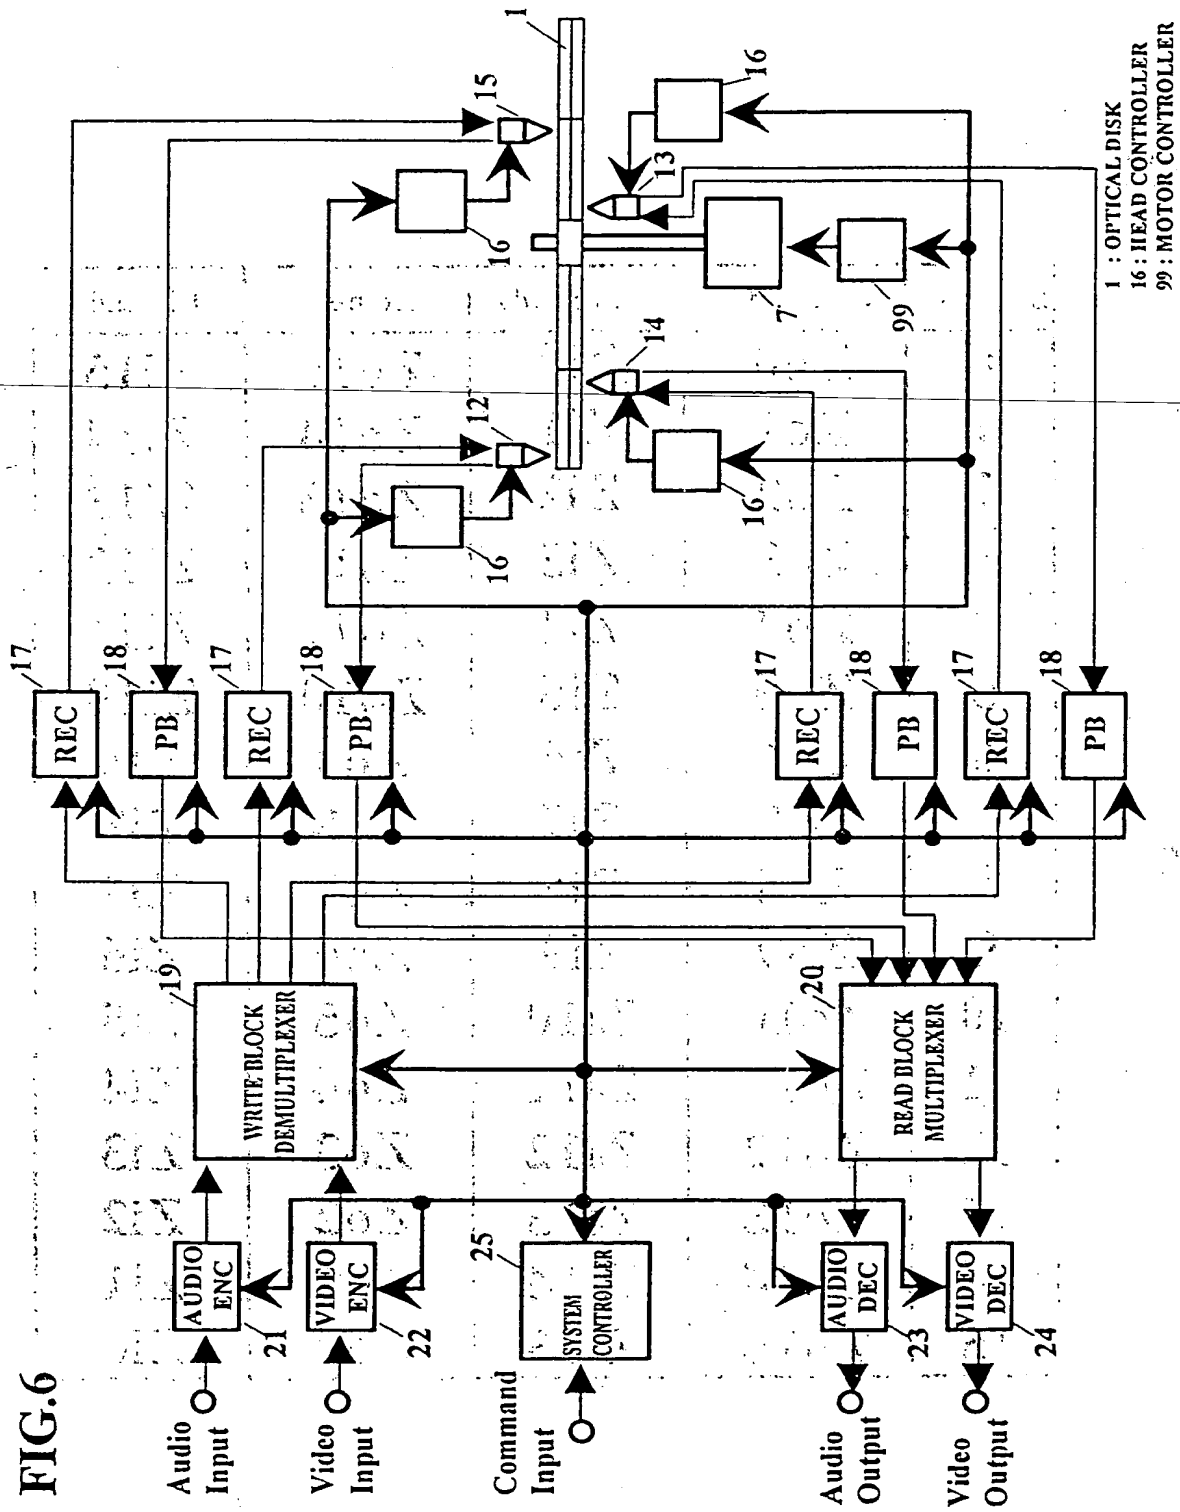 FIG.6
Audio
Input
Video
Input
Command
Input
Audio
Output
Video
Output
AUDIO
ENC
21
VIDEO
ENC
22
SYSTEM
CONTROLLER
25
AUDIO
DEC
23
VIDEO
DEC
24
WRITE BLOCK
DEMULTIPLEXER
19
READ BLOCK
MULTIPLEXER
20
REC
17
PB
18
REC
17
PB
18
REC
17
PB
18
REC
17
PB
18
16
12
16
15
16
14
16
13
7
99
1
1 : OPTICAL DISK
16 : HEAD CONTROLLER
99 : MOTOR CONTROLLER